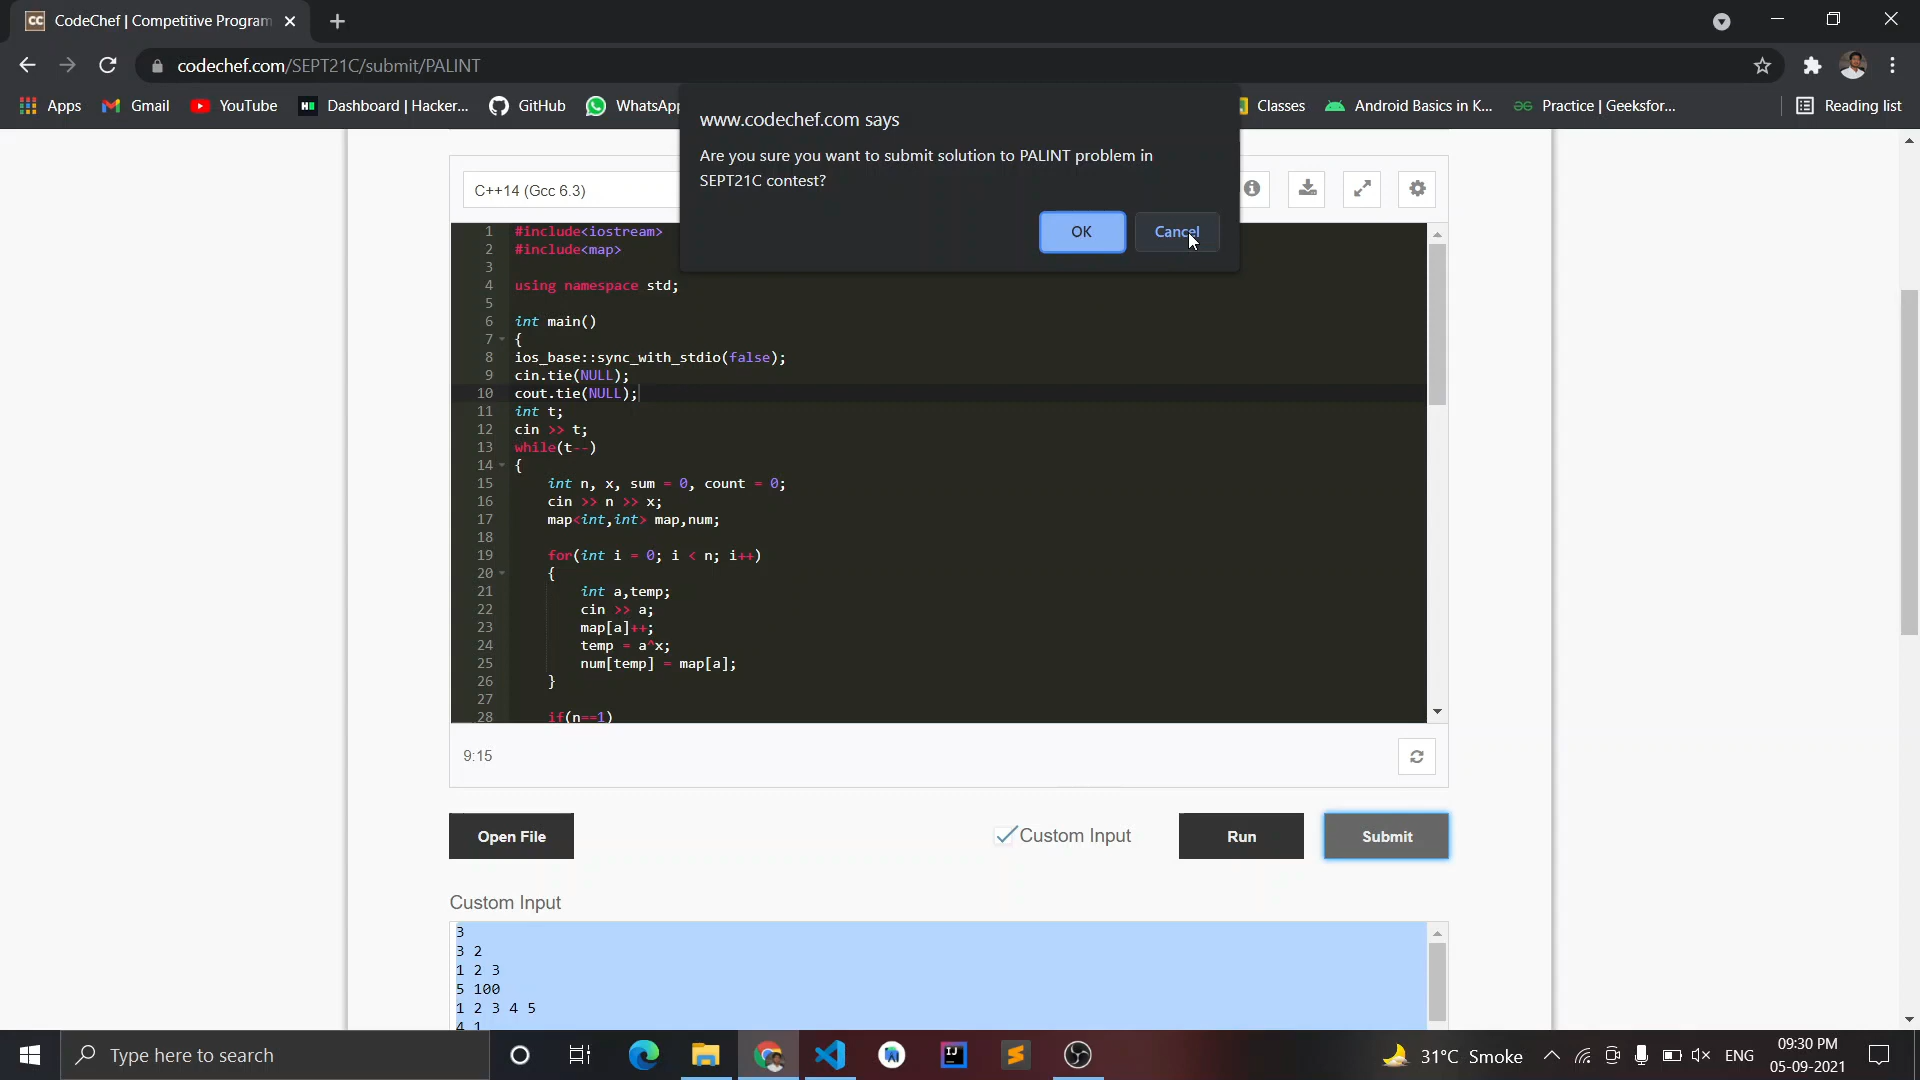 CodeChef | Competitive Program
codechef.com/SEPT21C/submit/PALINT
Apps
Gmail
YouTube
Dashboard | Hacker...
GitHub
WhatsApp
Classes
Android Basics in K...
Practice | Geeksfor...
Reading list
www.codechef.com says
Are you sure you want to submit solution to PALINT problem in
SEPT21C contest?
OK
Cancel
C++14 (Gcc 6.3)
1 #include<iostream>
2 #include<map>
3
4 using namespace std;
5
6 int main()
7 {
8 ios_base::sync_with_stdio(false);
9 cin.tie(NULL);
10 cout.tie(NULL);
11 int t;
12 cin >> t;
13 while(t--)
14 {
15 int n, x, sum = 0, count = 0;
16 cin >> n >> x;
17 map<int,int> map,num;
18
19 for(int i = 0; i < n; i++)
20 {
21 int a,temp;
22 cin >> a;
23 map[a]++;
24 temp = a^x;
25 num[temp] = map[a];
26 }
27
28 if(n==1)
9:15
Open File
Custom Input
Run
Submit
Custom Input
3
3 2
1 2 3
5 100
1 2 3 4 5
4 1
Type here to search
31°C Smoke
ENG
09:30 PM
05-09-2021